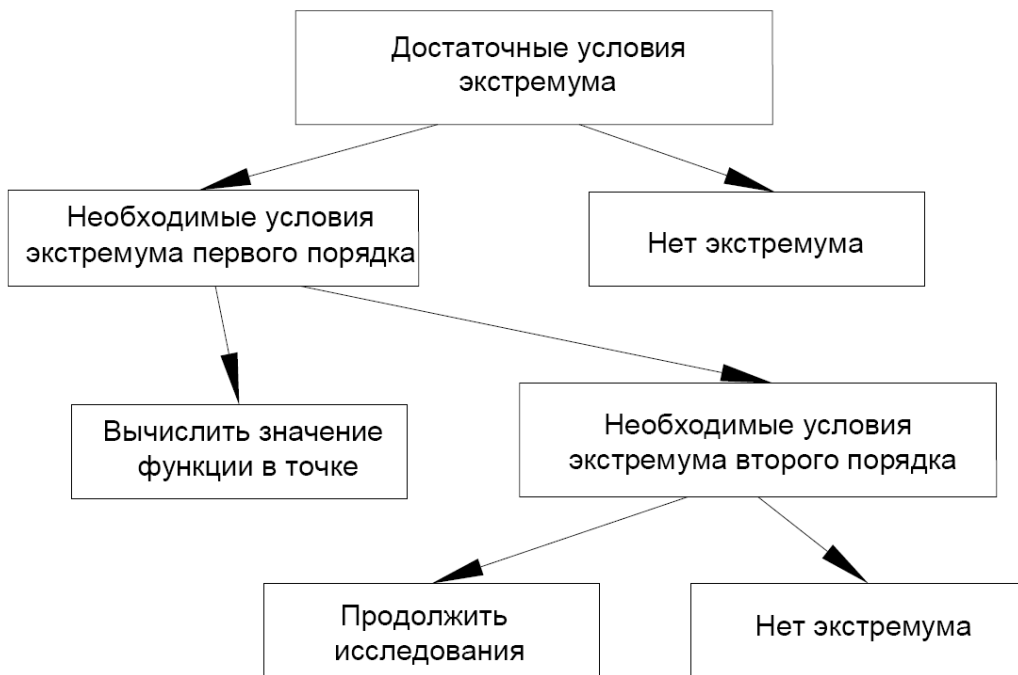 Достаточные условия
экстремума
Необходимые условия
экстремума первого порядка
Нет экстремума
Вычислить значение
функции в точке
Необходимые условия
экстремума второго порядка
Продолжить
исследования
Нет экстремума